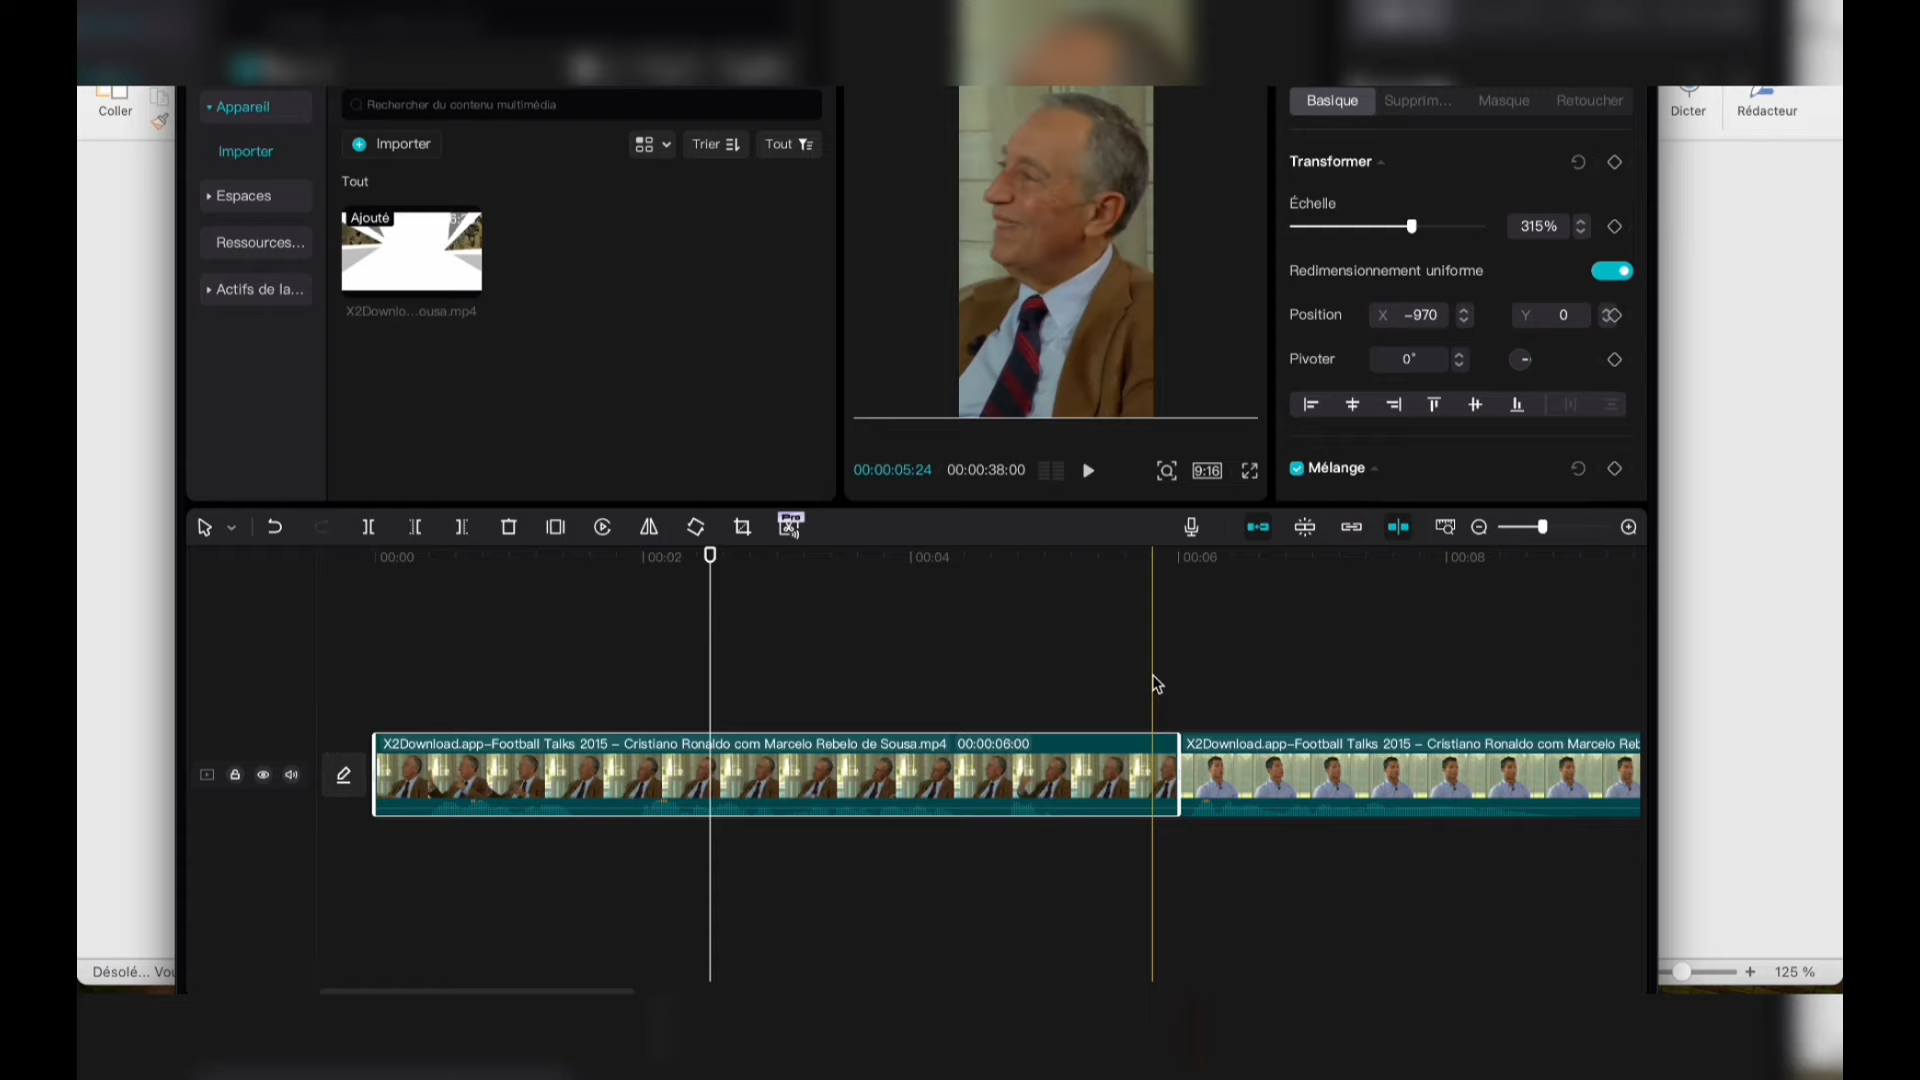 Coller
Appareil
Importer
Espaces
Ressources...
Actifs de la...
Rechercher du contenu multimédia
Importer
Trier
Tout
Tout
Ajouté
X2Downlo...ousa.mp4
00:00:05:24
00:00:38:00
9:16
Basique
Supprim...
Masque
Retoucher
Transformer
Échelle
315%
Redimensionnement uniforme
Position
X -970
Y 0
Pivoter
0°
Mélange
Dicter
Rédacteur
Pro
00:00
00:02
00:04
00:06
00:08
X2Download.app-Football Talks 2015 - Cristiano Ronaldo com Marcelo Rebelo de Sousa.mp4 00:00:06:00
X2Download.app-Football Talks 2015 - Cristiano Ronaldo com Marcelo Reb
Désolé... Vou
125 %